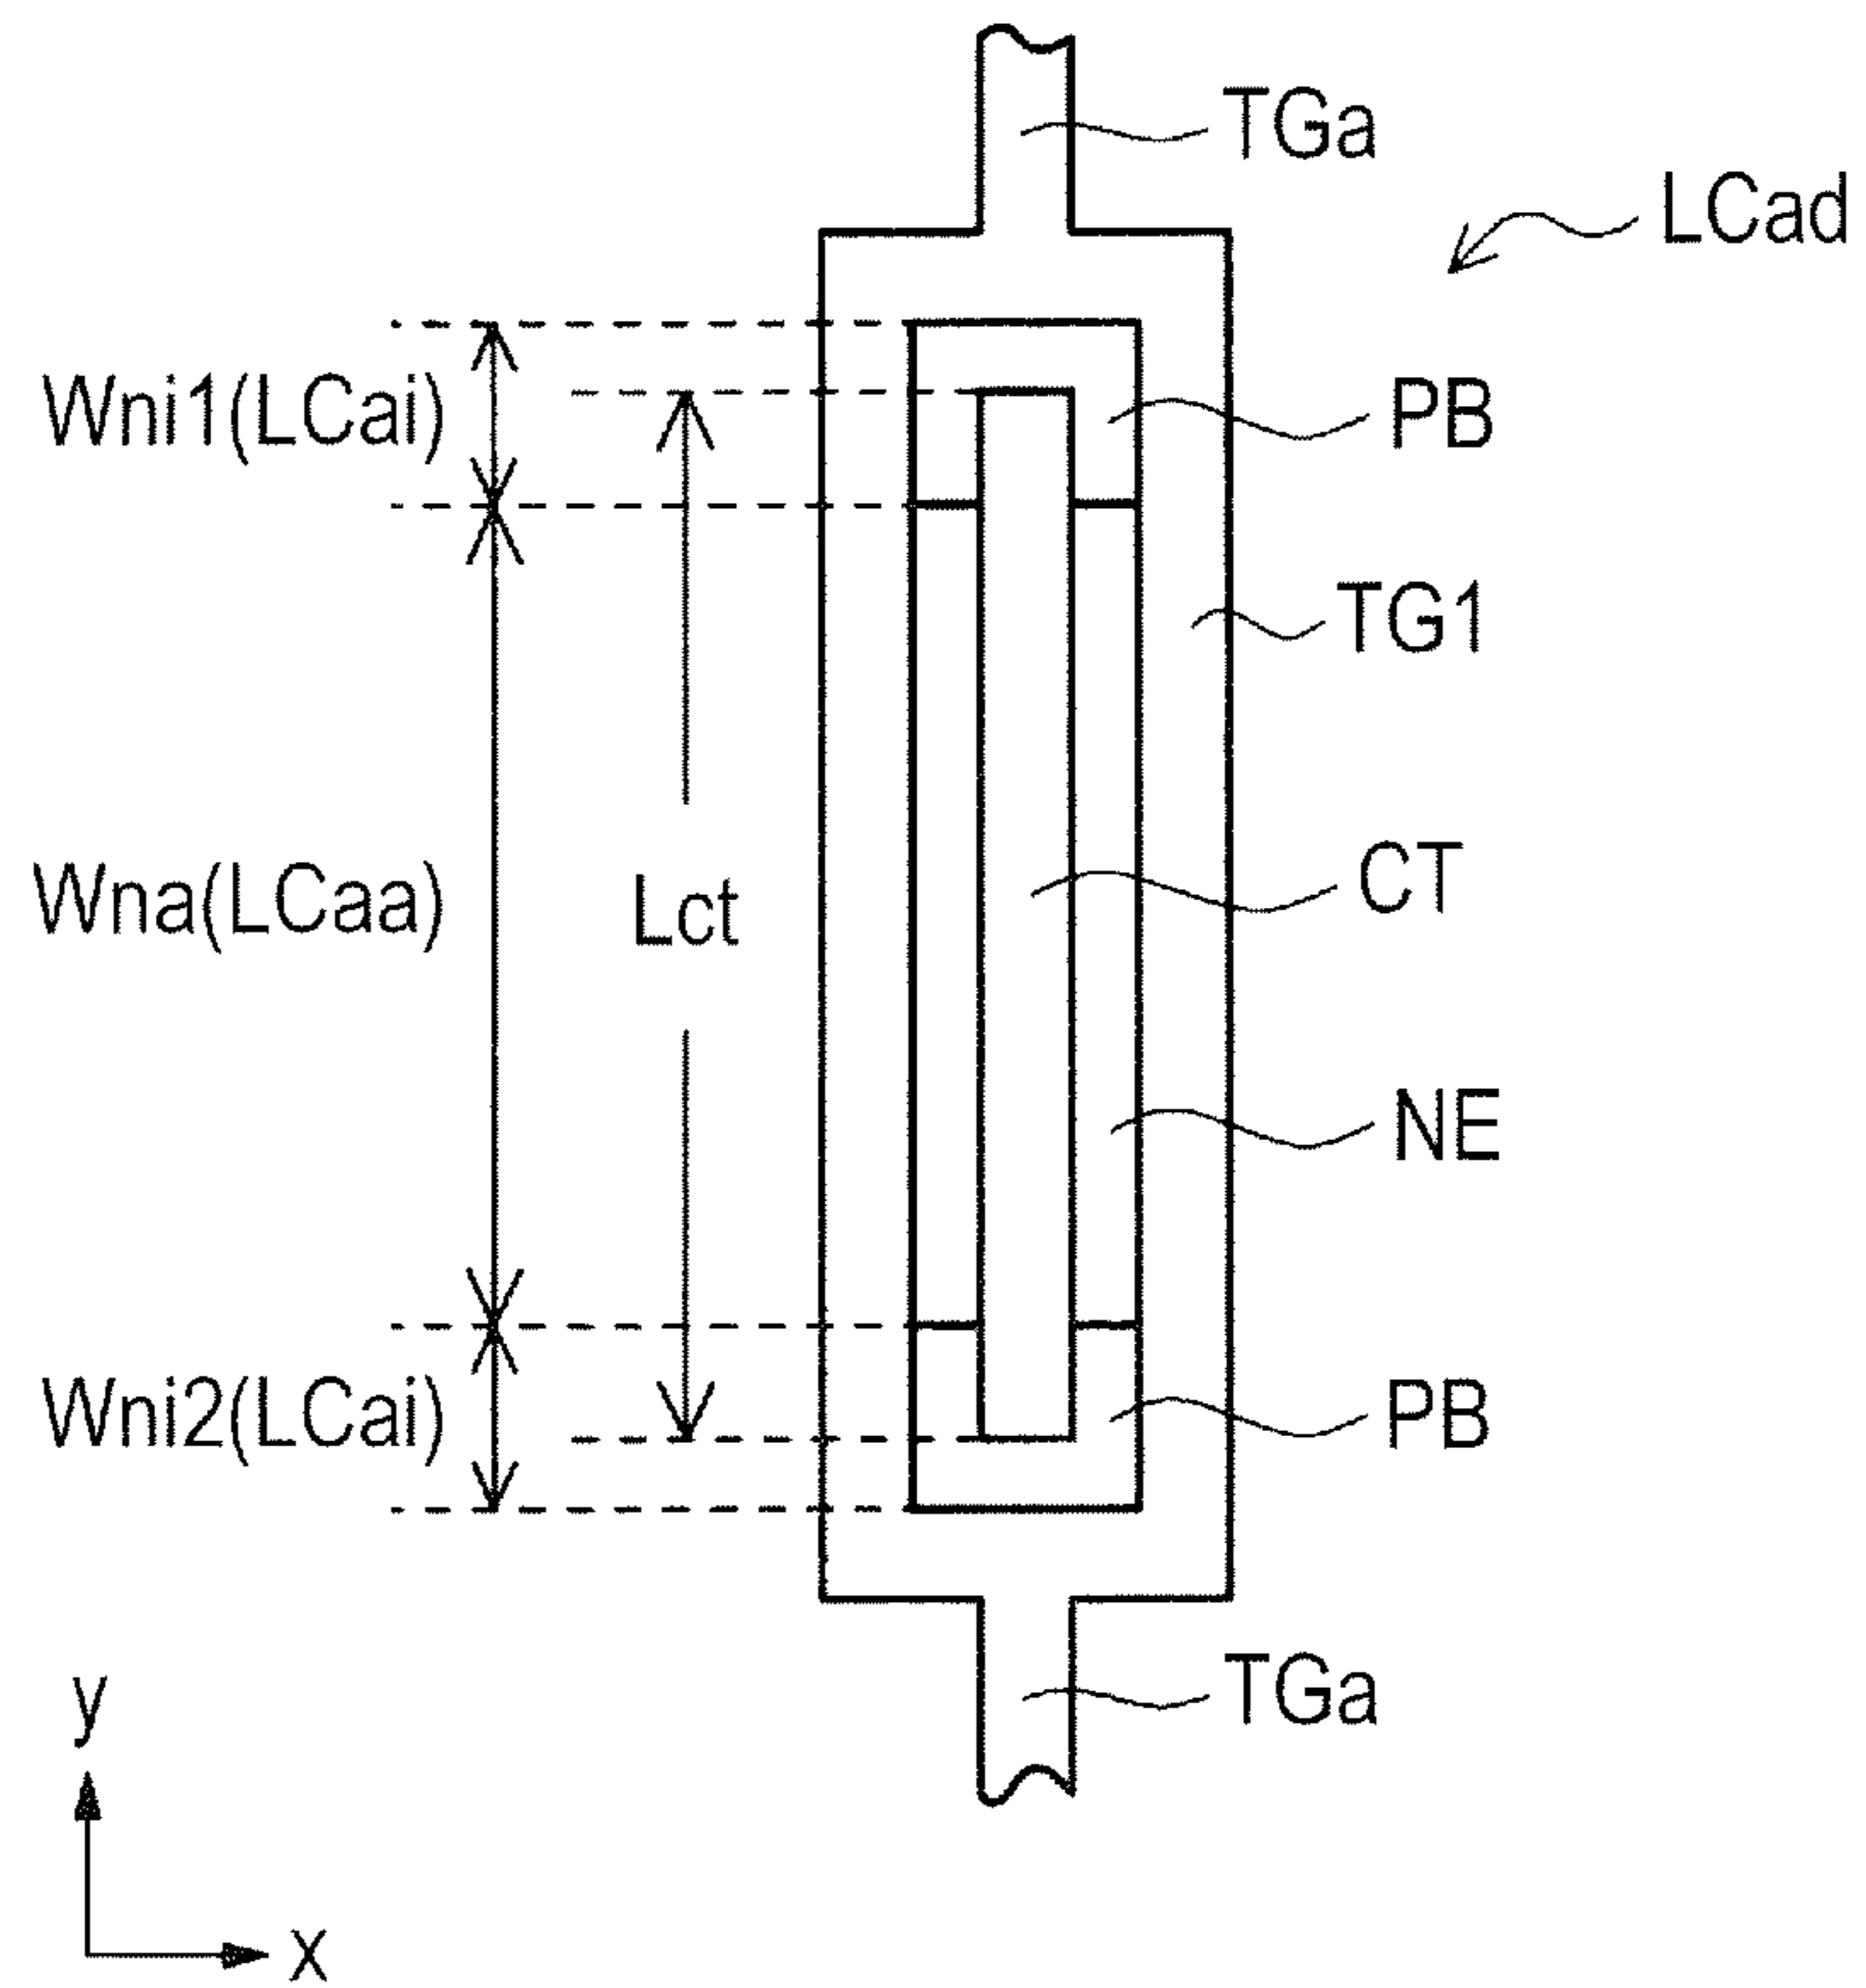 TGa
LCad
Wni1(LCai)
PB
TG1
Wna(LCaa)
Lct
CT
NE
Wni2(LCai)
PB
TGa
y
x